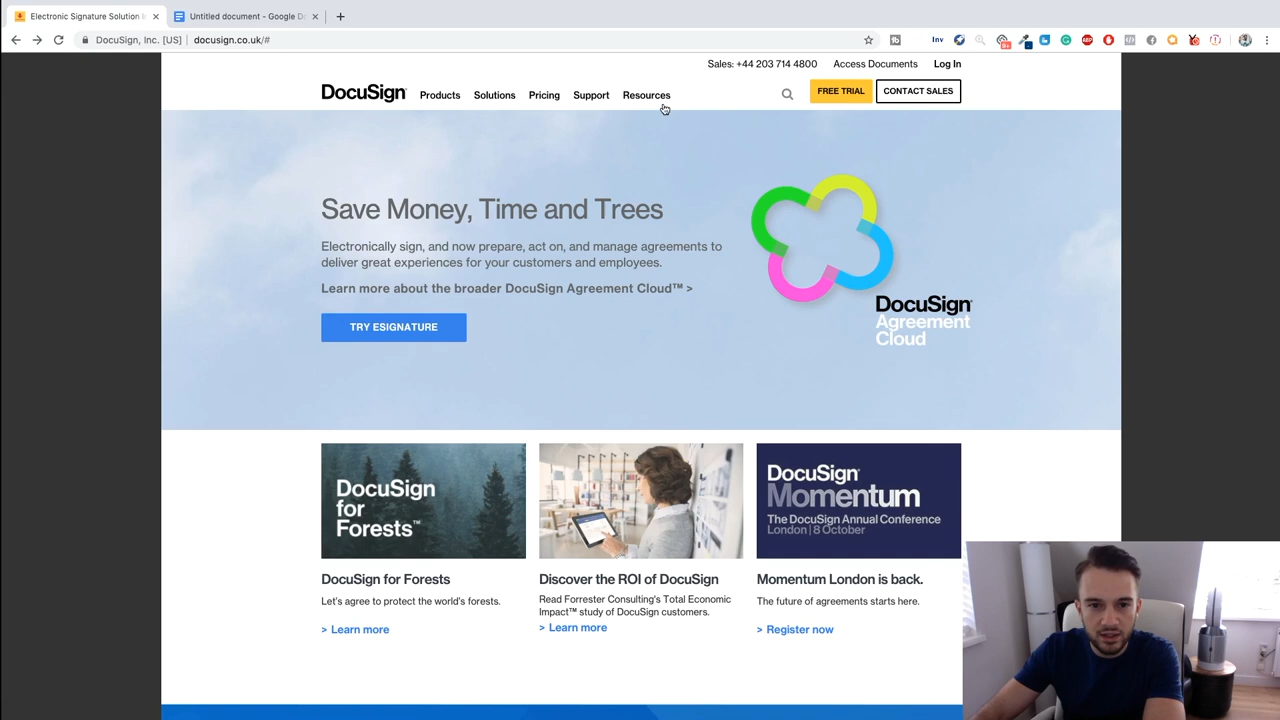 Electronic Signature Solution
Untitled document - Google D
DocuSign, Inc. [US]
docusign.co.uk/#
Inv
ABP
Sales: +44 203 714 4800
Access Documents
Log In
DocuSign
Products
Solutions
Pricing
Support
Resources
FREE TRIAL
CONTACT SALES
Save Money, Time and Trees
Electronically sign, and now prepare, act on, and manage agreements to
deliver great experiences for your customers and employees.
Learn more about the broader DocuSign Agreement Cloud™ >
TRY ESIGNATURE
DocuSign
Agreement
Cloud
DocuSign
for
Forests™
DocuSign
Momentum
The DocuSign Annual Conference
London | 8 October
DocuSign for Forests
Let's agree to protect the world's forests.
> Learn more
Discover the ROI of DocuSign
Read Forrester Consulting's Total Economic
Impact™ study of DocuSign customers.
> Learn more
Momentum London is back.
The future of agreements starts here.
> Register now